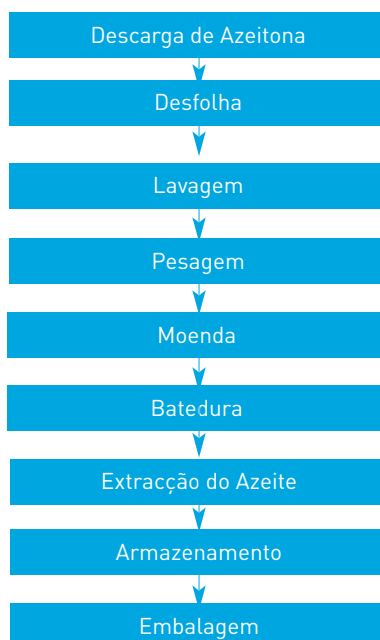 Descarga de Azeitona
Desfolha
Lavagem
Pesagem
Moenda
Batedura
Extracção do Azeite
Armazenamento
Embalagem